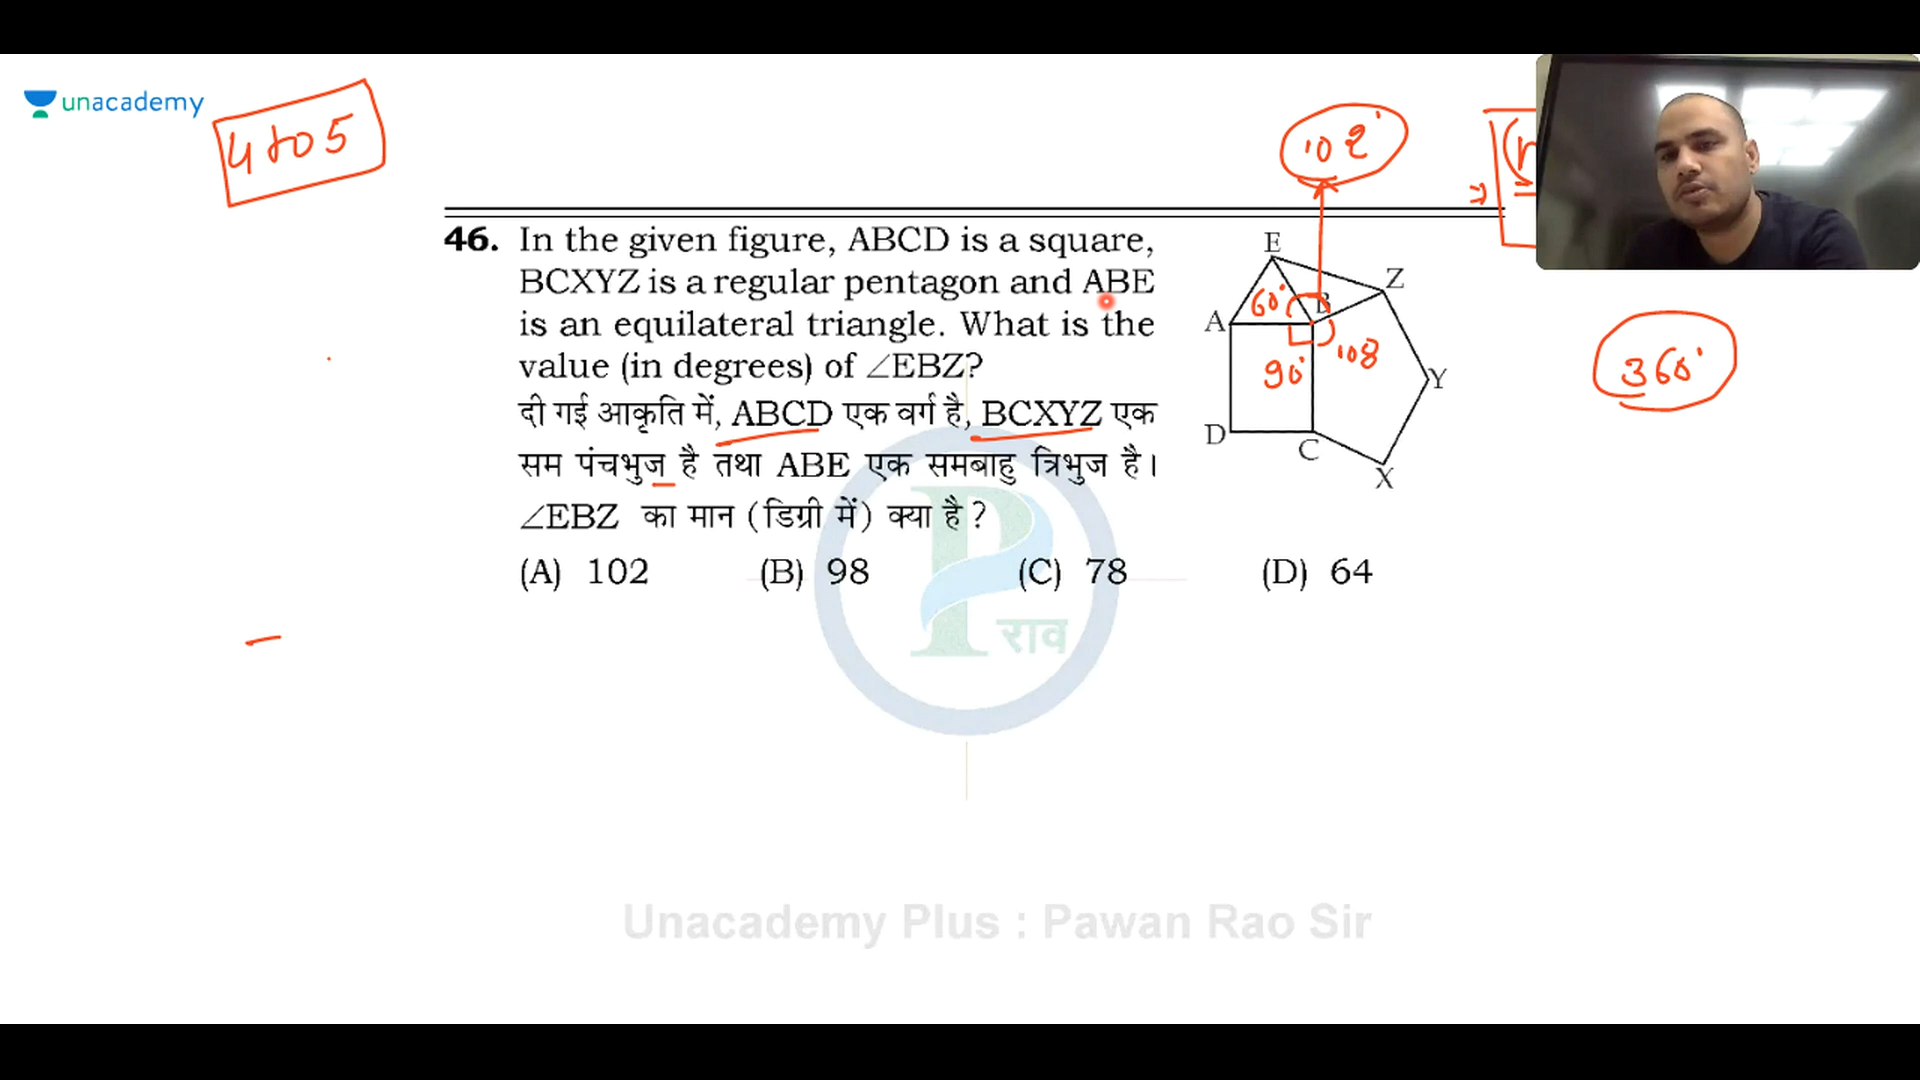 unacademy
4 to 5
102°
46. In the given figure, ABCD is a square,
BCXYZ is a regular pentagon and ABE
is an equilateral triangle. What is the
value (in degrees) of ∠EBZ?
दी गई आकृति में, ABCD एक वर्ग है, BCXYZ एक
सम पंचभुज है तथा ABE एक समबाहु त्रिभुज है।
∠EBZ का मान (डिग्री में) क्या है?
(A) 102 (B) 98 (C) 78 (D) 64
E
Z
60°
B
A
108
90°
Y
D
C
X
360°
राव
Unacademy Plus : Pawan Rao Sir